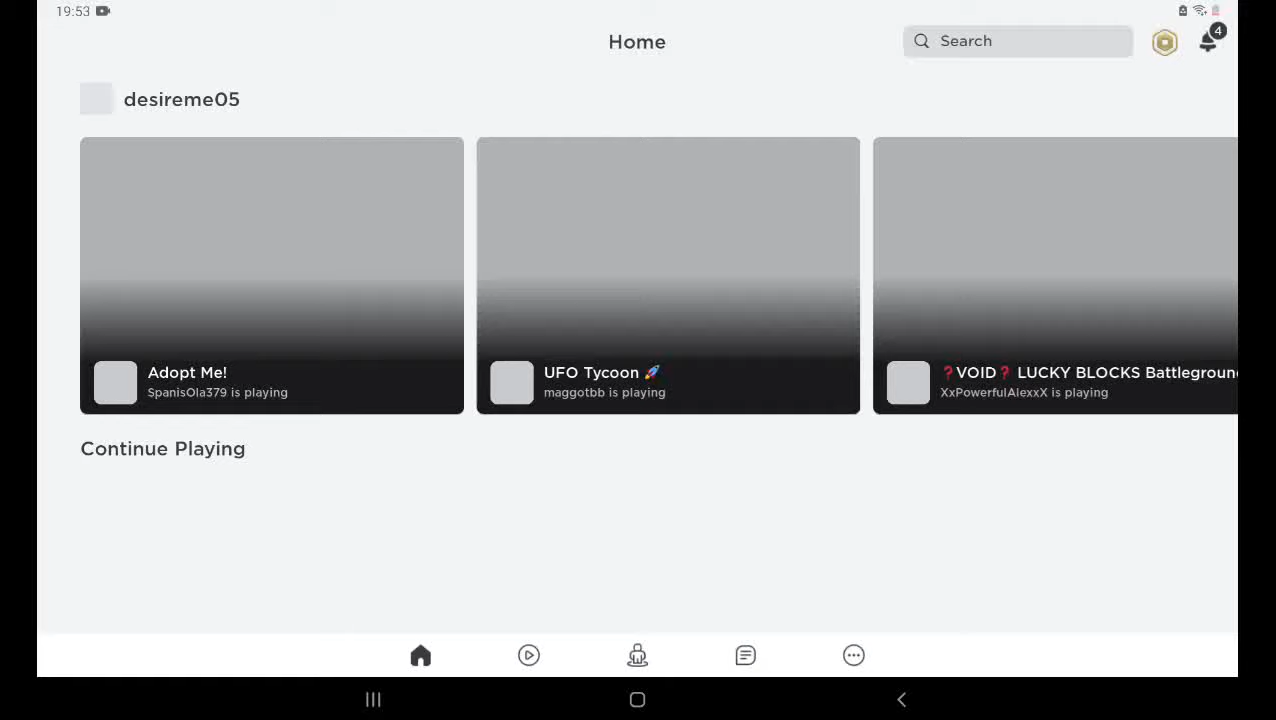 19:53
Home
Search
4
desireme05
Adopt Me!
SpanisOla379 is playing
UFO Tycoon 🚀
maggotbb is playing
❓VOID❓ LUCKY BLOCKS Battleground
XxPowerfulAlexxX is playing
Continue Playing